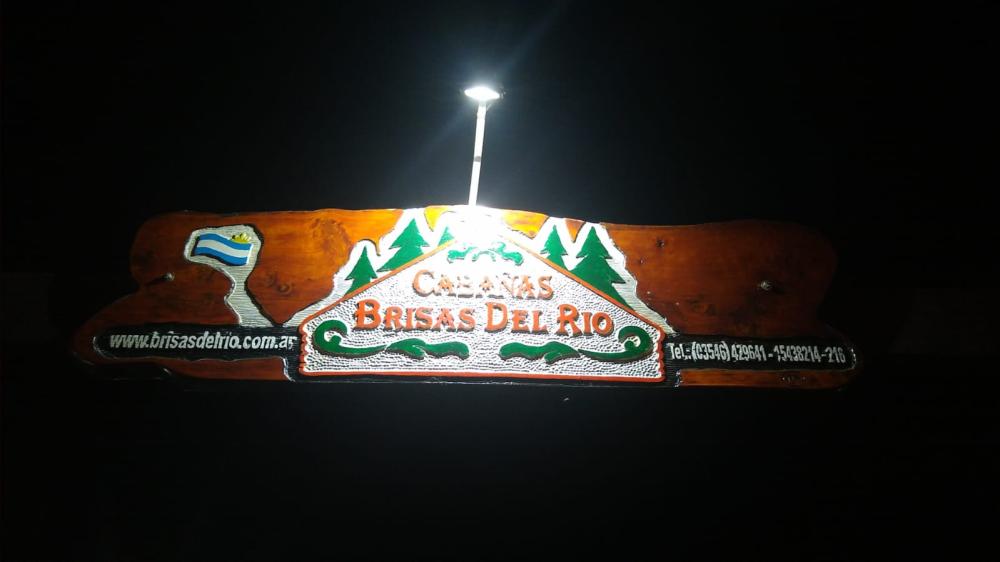 CABAÑAS
BRISAS DEL RIO
www.brisasdelrio.com.ar
Tel.: (03546) 429641 - 15438214 - 216